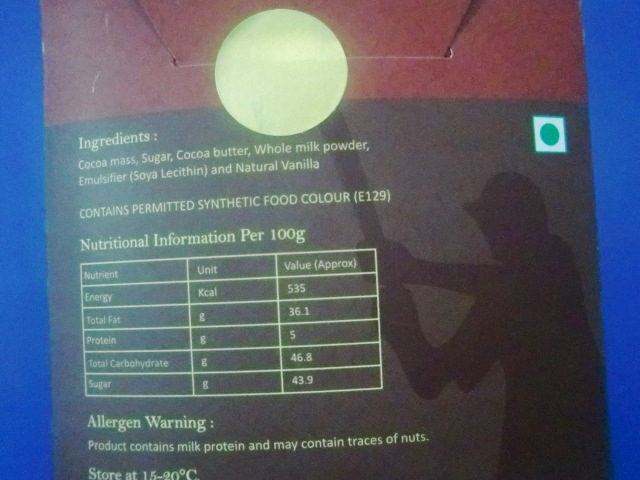 Ingredients :
Cocoa mass, Sugar, Cocoa butter, Whole milk powder,
Emulsifier (Soya Lecithin) and Natural Vanilla
CONTAINS PERMITTED SYNTHETIC FOOD COLOUR (E129)
Nutritional Information Per 100g
Nutrient Unit Value (Approx)
Energy Kcal 535
Total Fat g 36.1
Protein g 5
Total Carbohydrate g 46.8
Sugar g 43.9
Allergen Warning :
Product contains milk protein and may contain traces of nuts.
Store at 15-20°C.